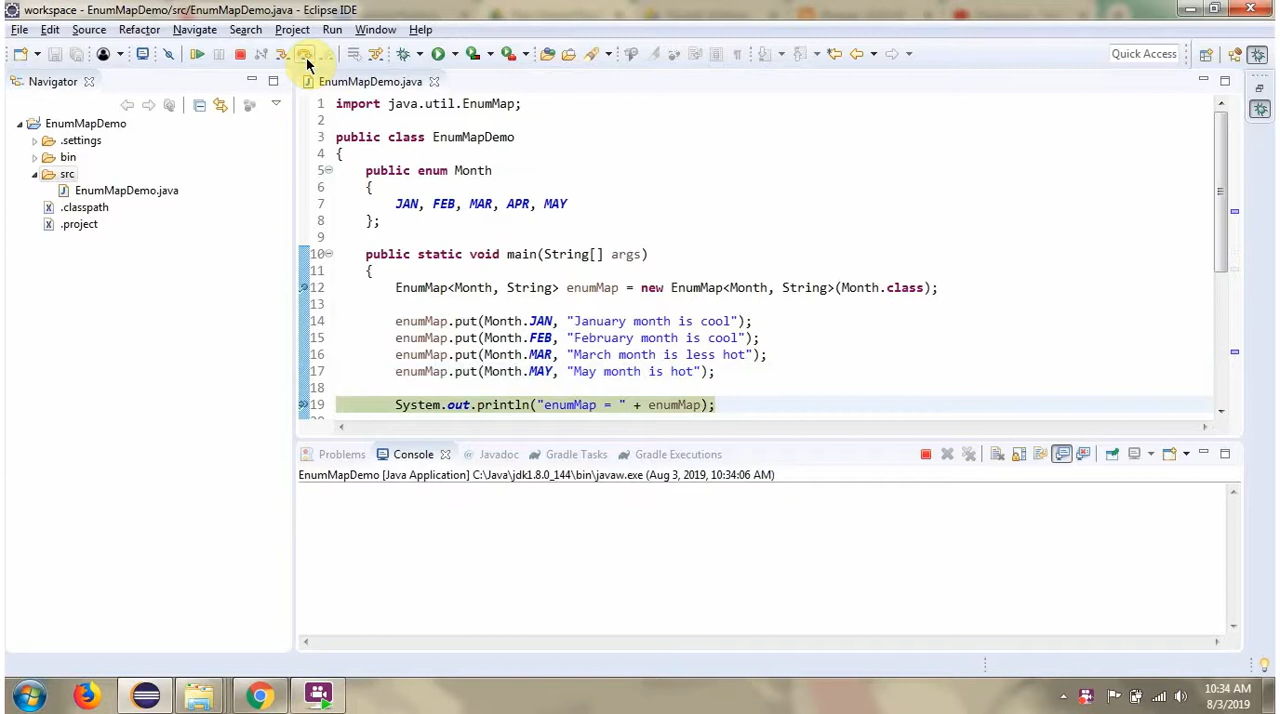 workspace - EnumMapDemo/src/EnumMapDemo.java - Eclipse IDE
File Edit Source Refactor Navigate Search Project Run Window Help
Quick Access
Navigator
EnumMapDemo.java
EnumMapDemo
.settings
bin
src
EnumMapDemo.java
.classpath
.project
1 import java.util.EnumMap;
2
3 public class EnumMapDemo
4 {
5 public enum Month
6 {
7 JAN, FEB, MAR, APR, MAY
8 };
9
10 public static void main(String[] args)
11 {
12 EnumMap<Month, String> enumMap = new EnumMap<Month, String>(Month.class);
13
14 enumMap.put(Month.JAN, "January month is cool");
15 enumMap.put(Month.FEB, "February month is cool");
16 enumMap.put(Month.MAR, "March month is less hot");
17 enumMap.put(Month.MAY, "May month is hot");
18
19 System.out.println("enumMap = " + enumMap);
Problems Console Javadoc Gradle Tasks Gradle Executions
EnumMapDemo [Java Application] C:\Java\jdk1.8.0_144\bin\javaw.exe (Aug 3, 2019, 10:34:06 AM)
10:34 AM
8/3/2019